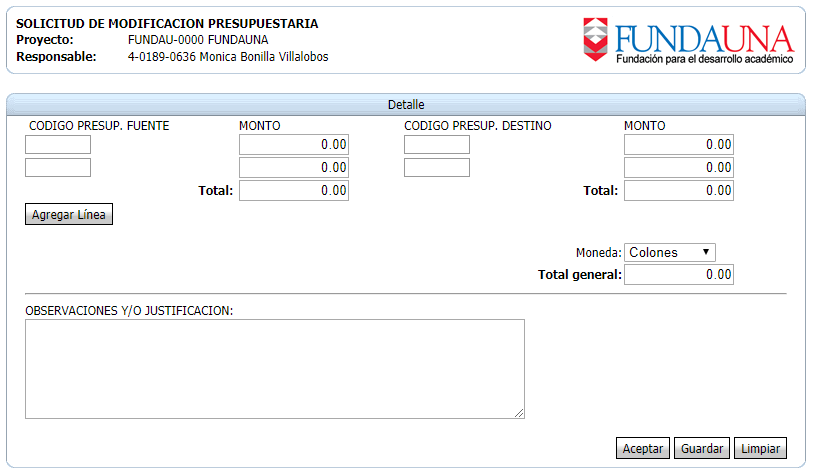 SOLICITUD DE MODIFICACION PRESUPUESTARIA
Proyecto: FUNDAU-0000 FUNDAUNA
Responsable: 4-0189-0636 Monica Bonilla Villalobos
FUNDAUNA
Fundación para el desarrollo académico
Detalle
CODIGO PRESUP. FUENTE MONTO CODIGO PRESUP. DESTINO MONTO
0.00 0.00
0.00 0.00
Total: 0.00 Total: 0.00
Agregar Línea
Moneda: Colones
Total general: 0.00
OBSERVACIONES Y/O JUSTIFICACION:
Aceptar Guardar Limpiar